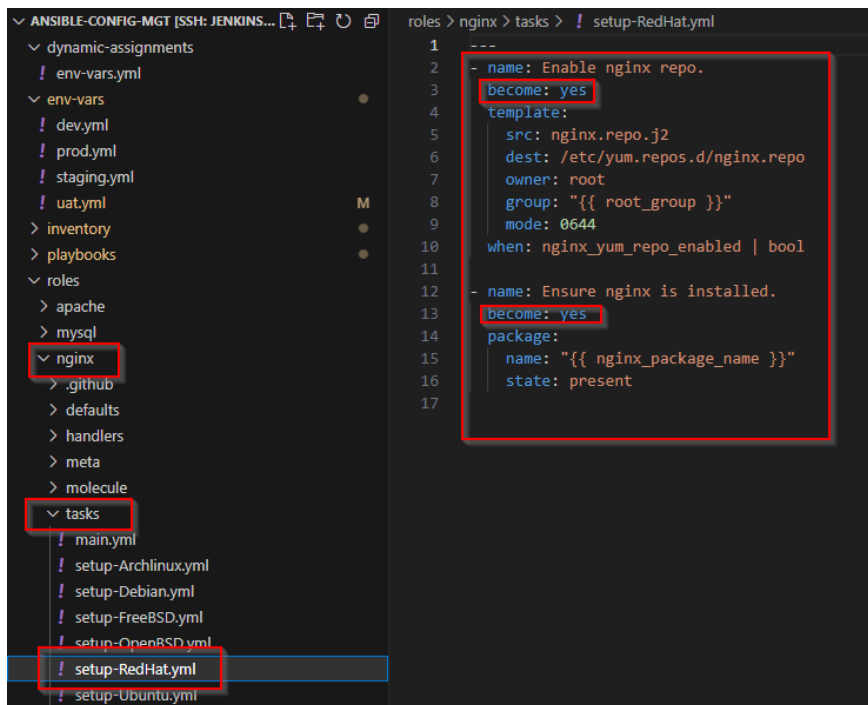 ANSIBLE-CONFIG-MGT [SSH: JENKINS...
dynamic-assignments
! env-vars.yml
env-vars
! dev.yml
! prod.yml
! staging.yml
! uat.yml M
inventory
playbooks
roles
apache
mysql
nginx
.github
defaults
handlers
meta
molecule
tasks
! main.yml
! setup-Archlinux.yml
! setup-Debian.yml
! setup-FreeBSD.yml
! setup-OpenBSD.yml
! setup-RedHat.yml
! setup-Ubuntu.yml
roles > nginx > tasks > ! setup-RedHat.yml
1 ---
2 - name: Enable nginx repo.
3 become: yes
4 template:
5 src: nginx.repo.j2
6 dest: /etc/yum.repos.d/nginx.repo
7 owner: root
8 group: "{{ root_group }}"
9 mode: 0644
10 when: nginx_yum_repo_enabled | bool
11
12 - name: Ensure nginx is installed.
13 become: yes
14 package:
15 name: "{{ nginx_package_name }}"
16 state: present
17